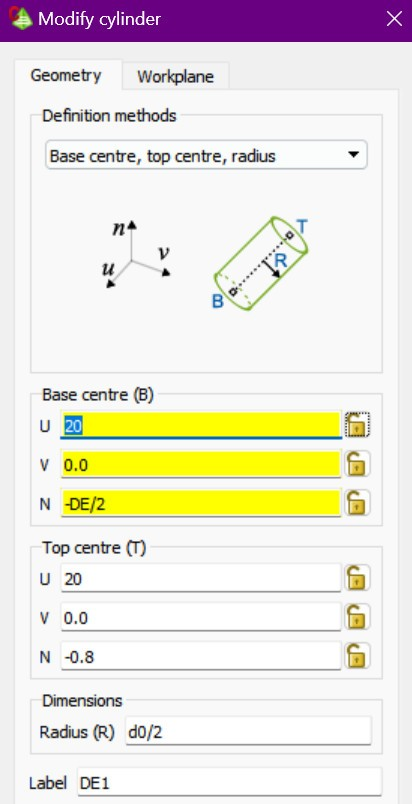 Modify cylinder
Geometry Workplane
Definition methods
Base centre, top centre, radius
n
u v
T
R
B
Base centre (B)
U 20
V 0.0
N -DE/2
Top centre (T)
U 20
V 0.0
N -0.8
Dimensions
Radius (R) d0/2
Label DE1